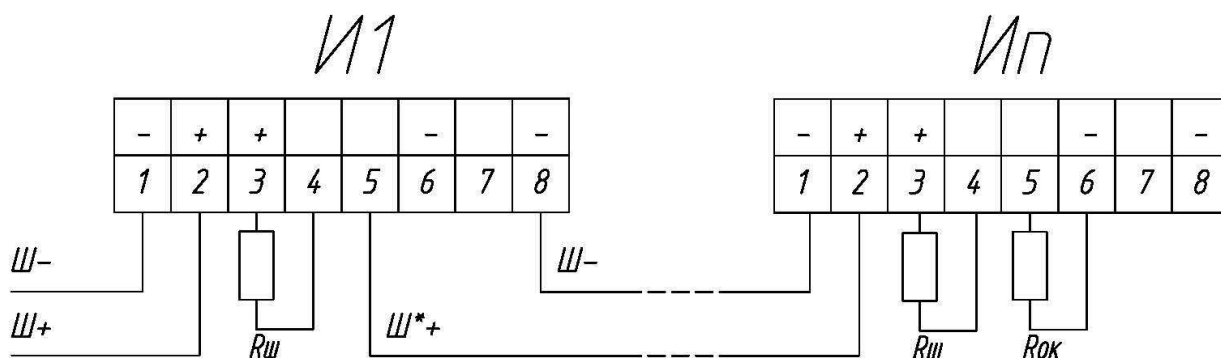 И1 Ип
- + + - - - + + - -
1 2 3 4 5 6 7 8 1 2 3 4 5 6 7 8
Ш- Ш-
Ш+ Rш Ш*+ Rш Rок